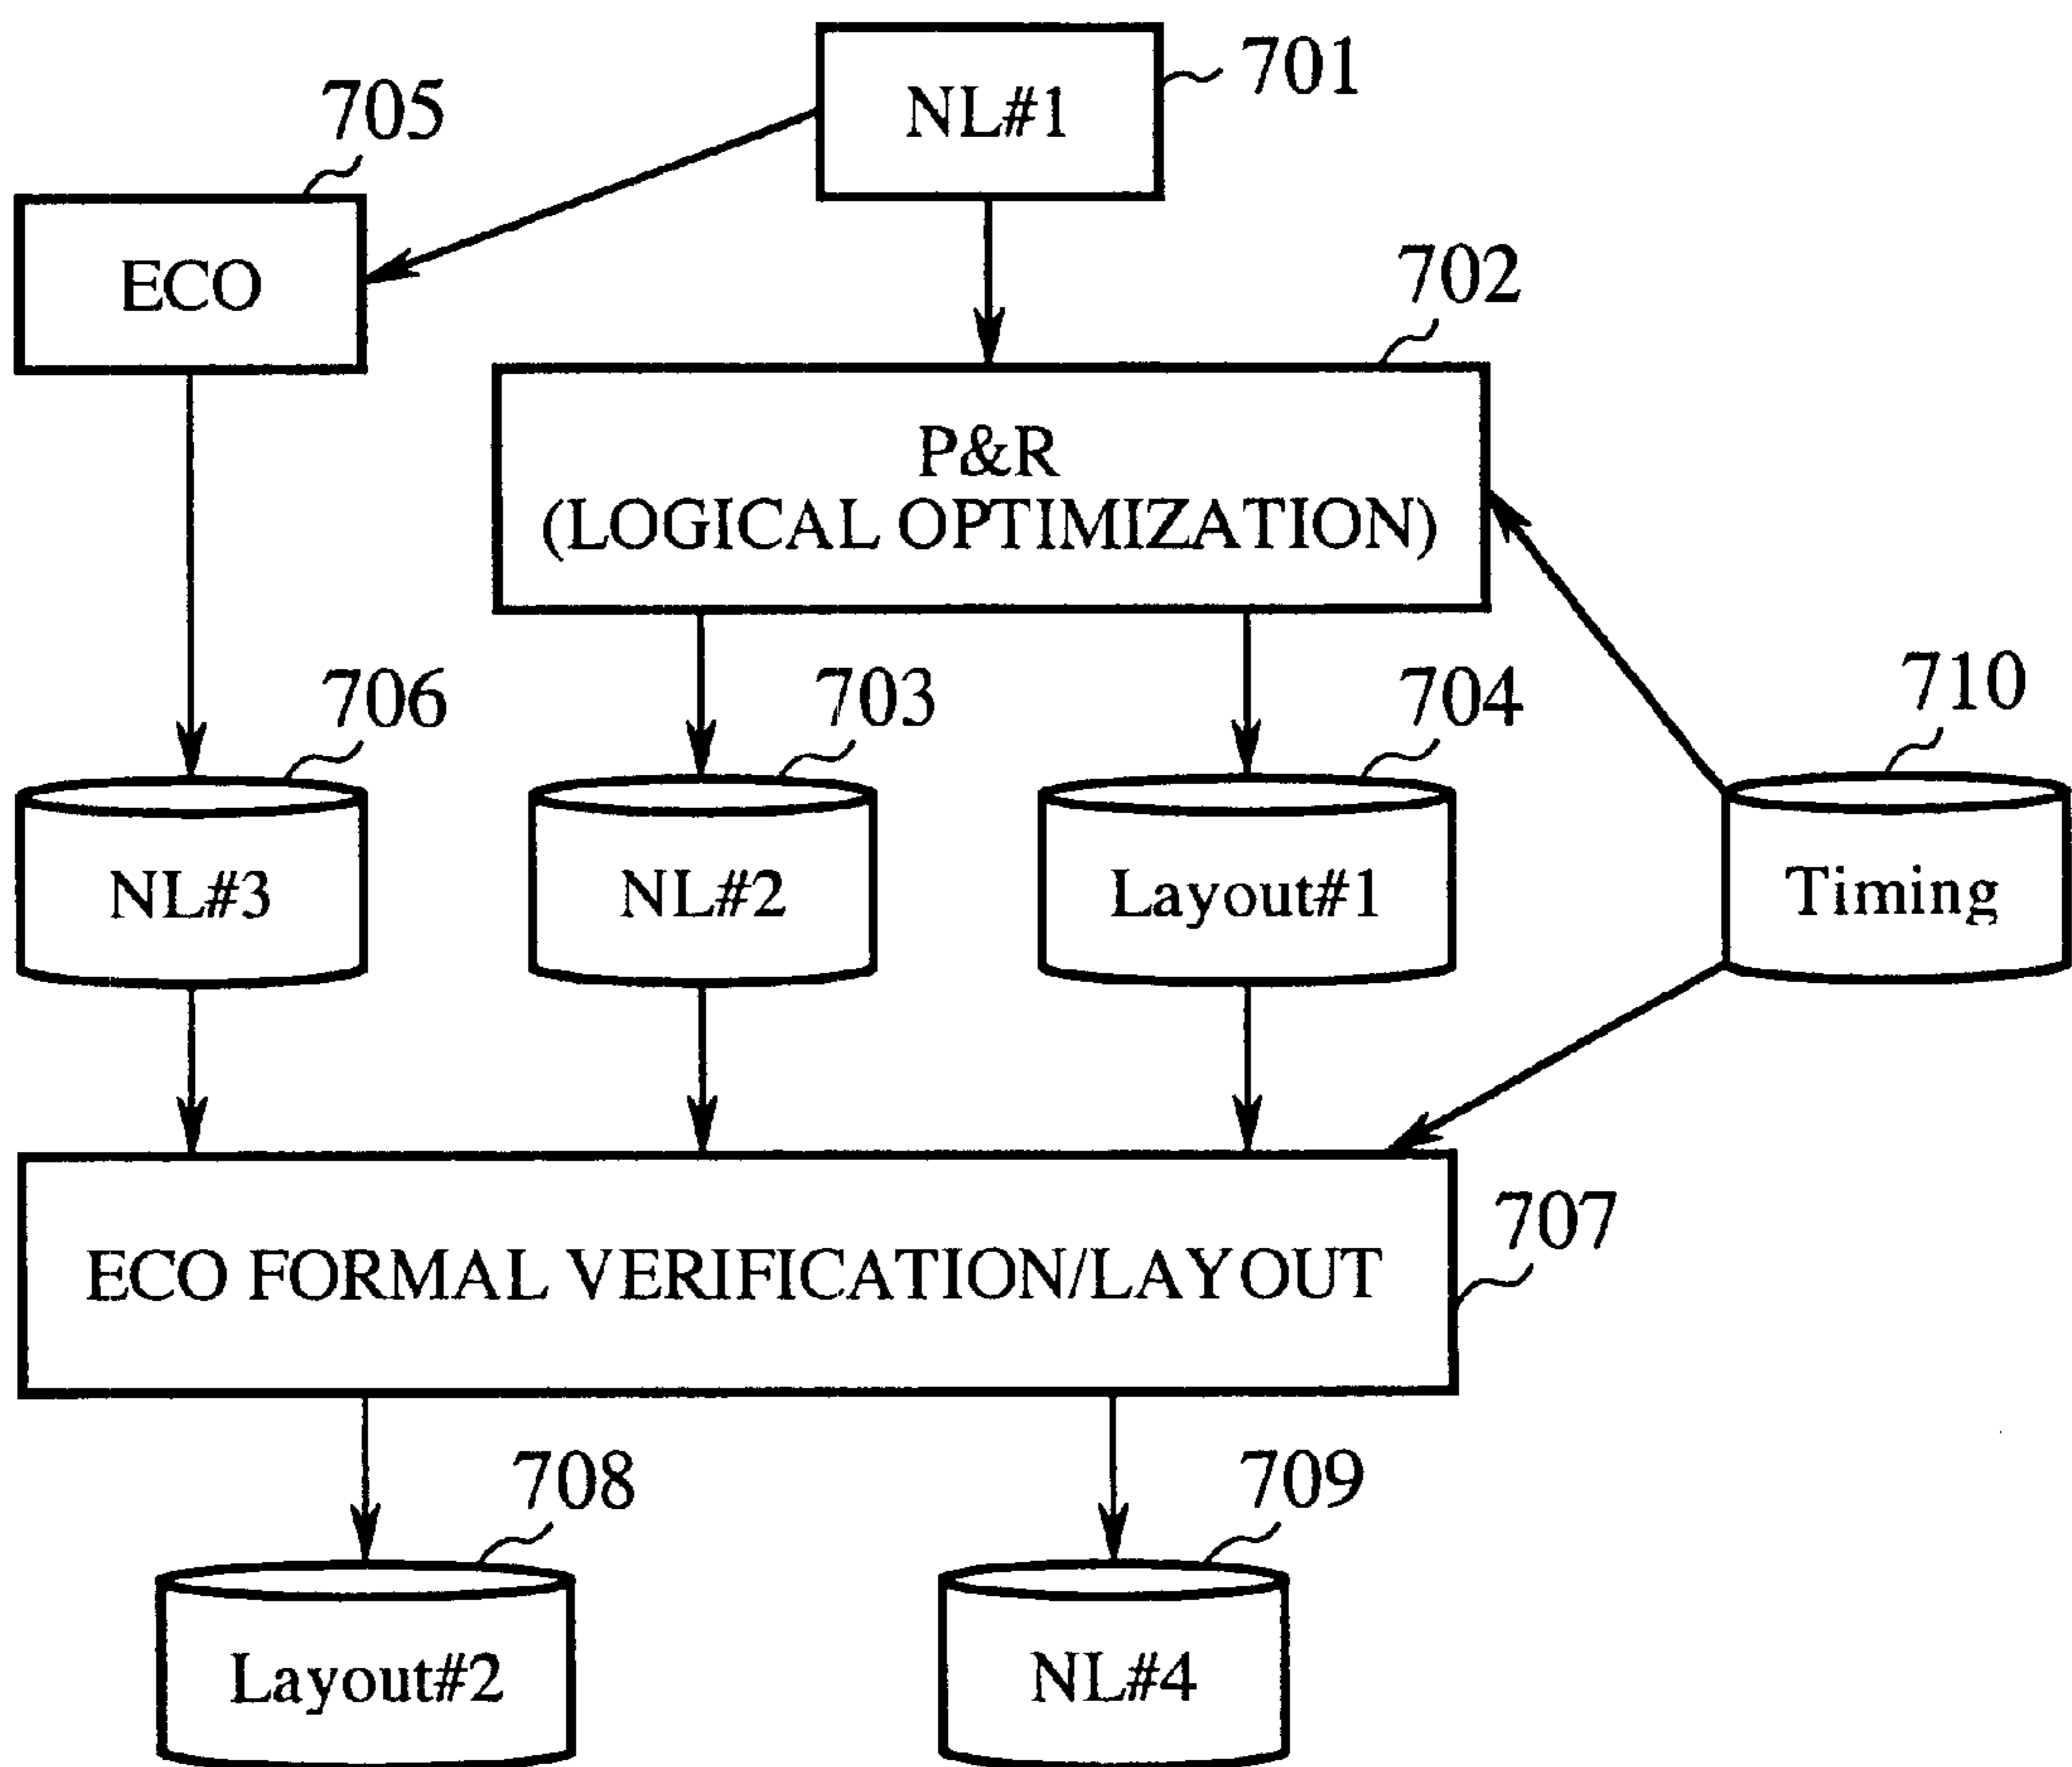 701
NL#1
705
ECO
702
P&R
(LOGICAL OPTIMIZATION)
706
703
704
710
NL#3
NL#2
Layout#1
Timing
707
ECO FORMAL VERIFICATION/LAYOUT
708
709
Layout#2
NL#4